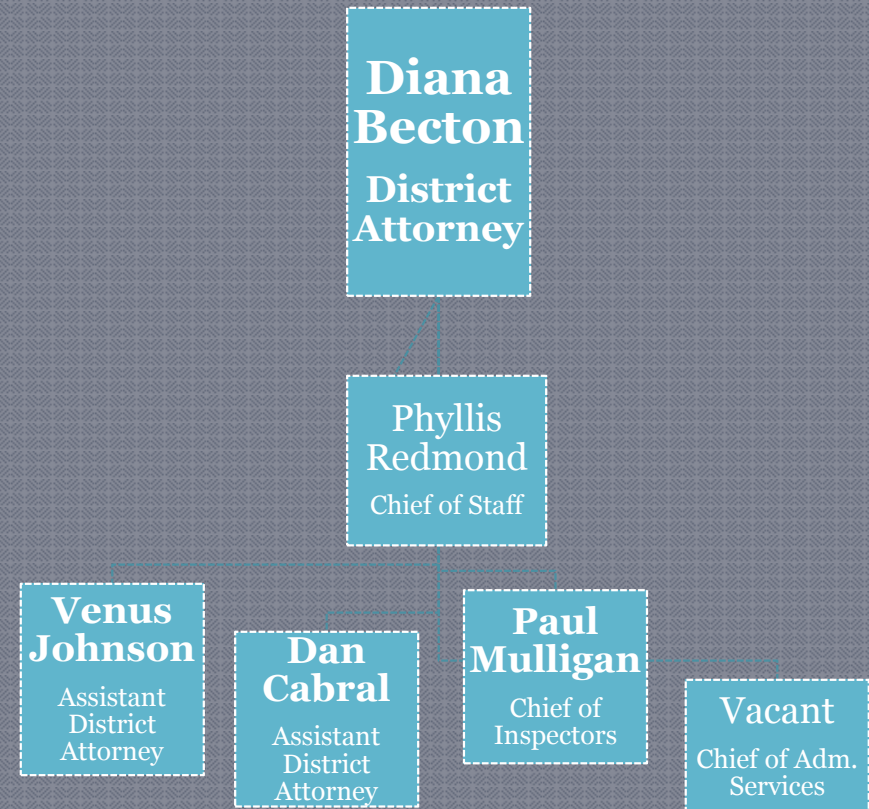 Diana
Becton
District
Attorney
Phyllis
Redmond
Chief of Staff
Venus
Johnson
Assistant
District
Attorney
Dan
Cabral
Assistant
District
Attorney
Paul
Mulligan
Chief of
Inspectors
Vacant
Chief of Adm.
Services